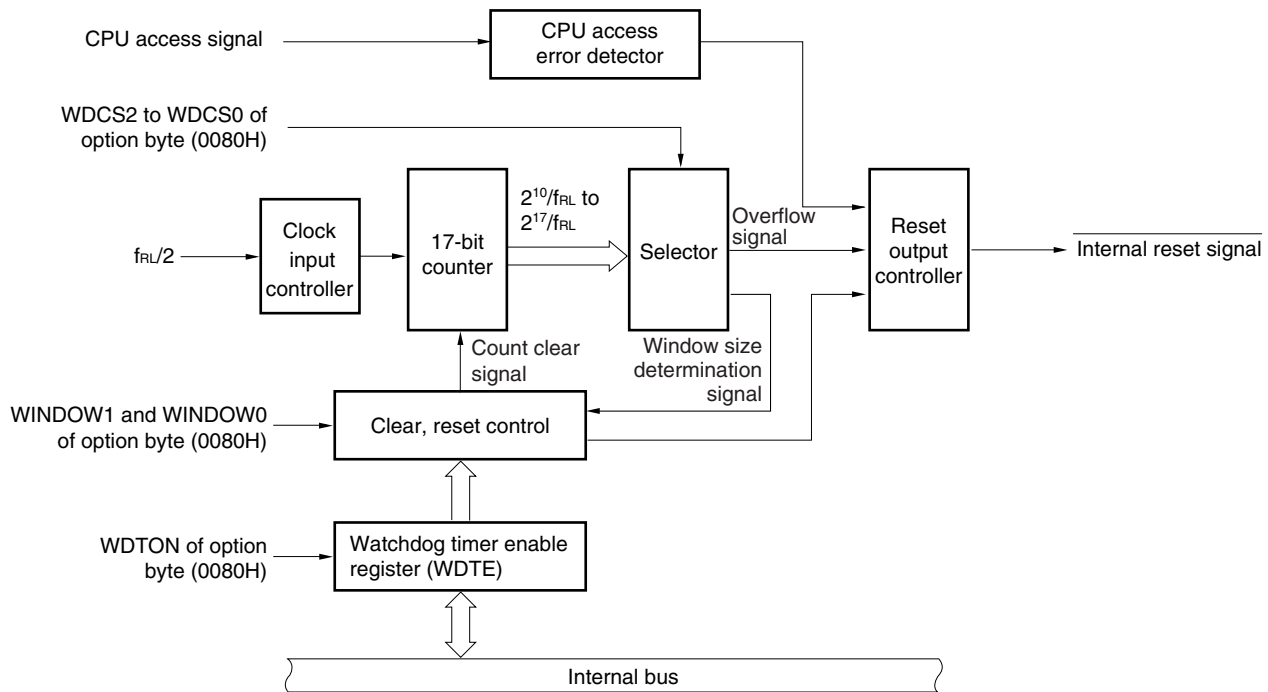 CPU access signal
CPU access
error detector
WDCS2 to WDCS0 of
option byte (0080H)
fRL/2
Clock
input
controller
17-bit
counter
2¹⁰/fRL to
2¹⁷/fRL
Selector
Overflow
signal
Reset
output
controller
Internal reset signal
Count clear
signal
Window size
determination
signal
WINDOW1 and WINDOW0
of option byte (0080H)
Clear, reset control
WDTON of option
byte (0080H)
Watchdog timer enable
register (WDTE)
Internal bus